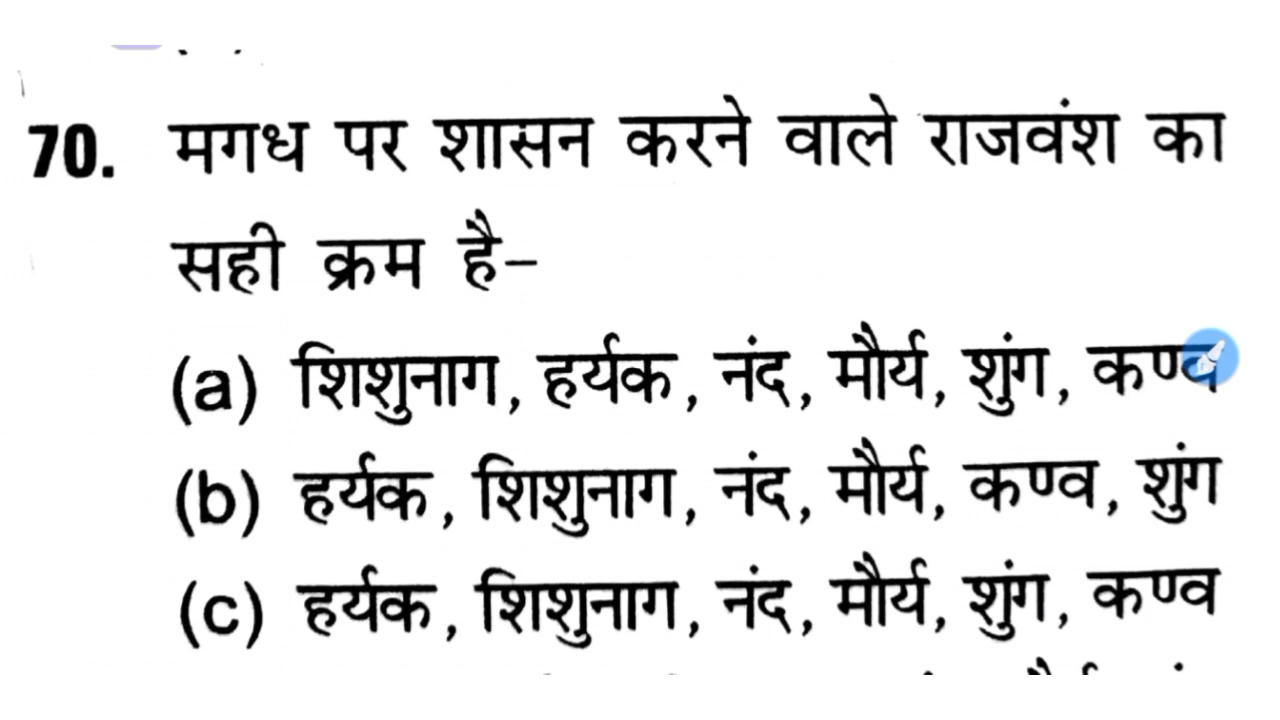 70. मगध पर शासन करने वाले राजवंश का
सही क्रम है–
(a) शिशुनाग, हर्यक, नंद, मौर्य, शुंग, कण्व
(b) हर्यक, शिशुनाग, नंद, मौर्य, कण्व, शुंग
(c) हर्यक, शिशुनाग, नंद, मौर्य, शुंग, कण्व